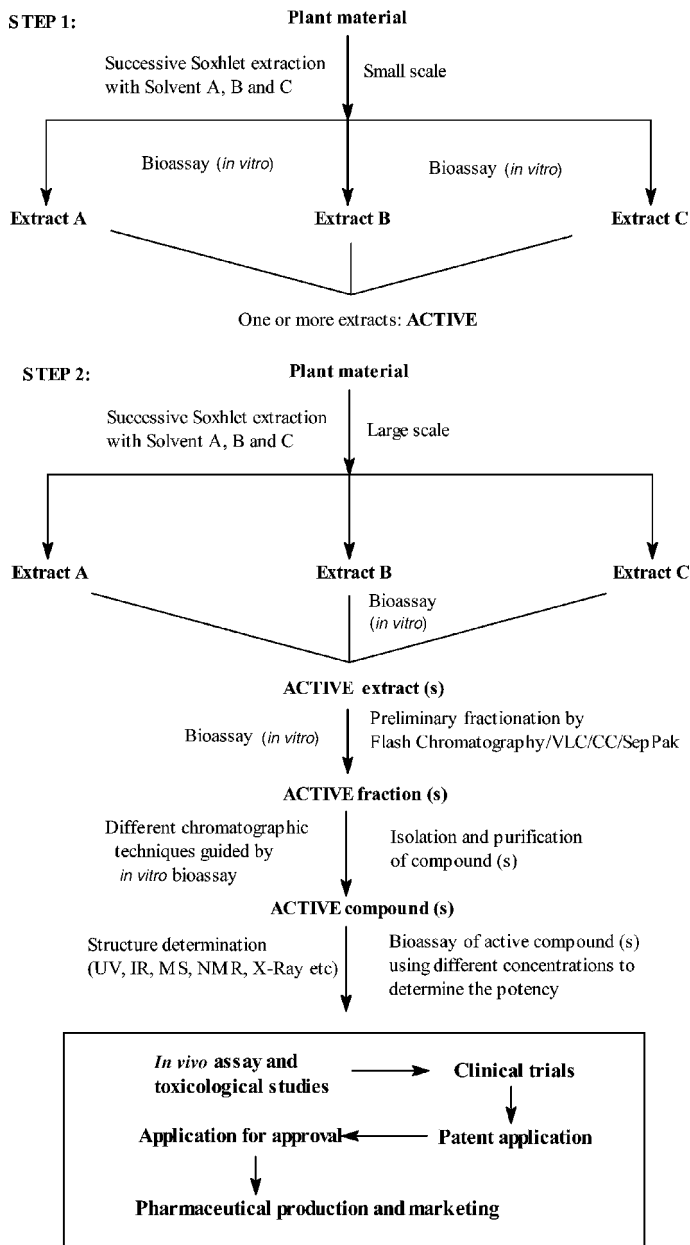 STEP 1:
Plant material
Successive Soxhlet extraction
with Solvent A, B and C
Small scale
Bioassay (in vitro)
Bioassay (in vitro)
Extract A
Extract B
Extract C
One or more extracts: ACTIVE
STEP 2:
Plant material
Successive Soxhlet extraction
with Solvent A, B and C
Large scale
Extract A
Extract B
Extract C
Bioassay
(in vitro)
ACTIVE extract (s)
Bioassay (in vitro)
Preliminary fractionation by
Flash Chromatography/VLC/CC/SepPak
ACTIVE fraction (s)
Different chromatographic
techniques guided by
in vitro bioassay
Isolation and purification
of compound (s)
ACTIVE compound (s)
Structure determination
(UV, IR, MS, NMR, X-Ray etc)
Bioassay of active compound (s)
using different concentrations to
determine the potency
In vivo assay and
toxicological studies
Clinical trials
Application for approval
Patent application
Pharmaceutical production and marketing